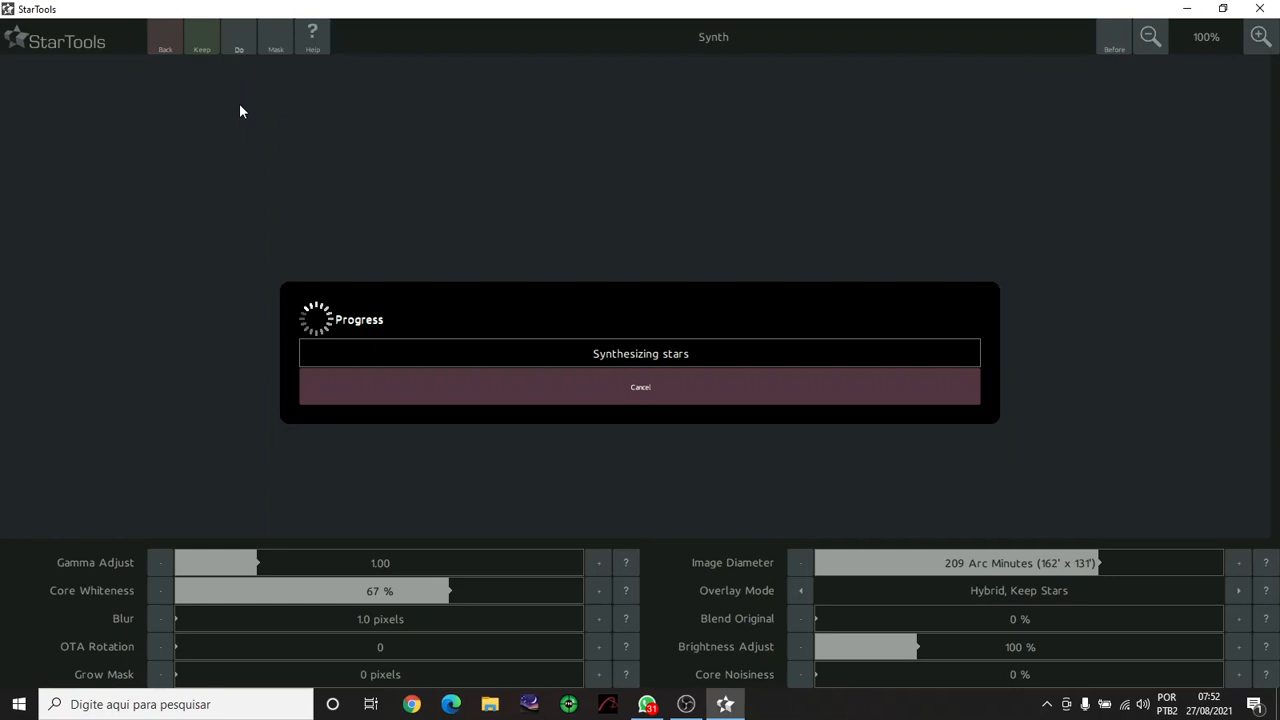 StarTools
StarTools
Back
Keep
Do
Mask
?
Help
Synth
Before
100%
Progress
Synthesizing stars
Cancel
Gamma Adjust - 1.00 + ?
Image Diameter - 209 Arc Minutes (162' x 131') + ?
Core Whiteness - 67 % + ?
Overlay Mode Hybrid, Keep Stars ?
Blur - 1.0 pixels + ?
Blend Original - 0 % + ?
OTA Rotation - 0 + ?
Brightness Adjust - 100 % + ?
Grow Mask - 0 pixels + ?
Core Noisiness - 0 % + ?
Digite aqui para pesquisar
31
POR
PTB2
07:52
27/08/2021
1